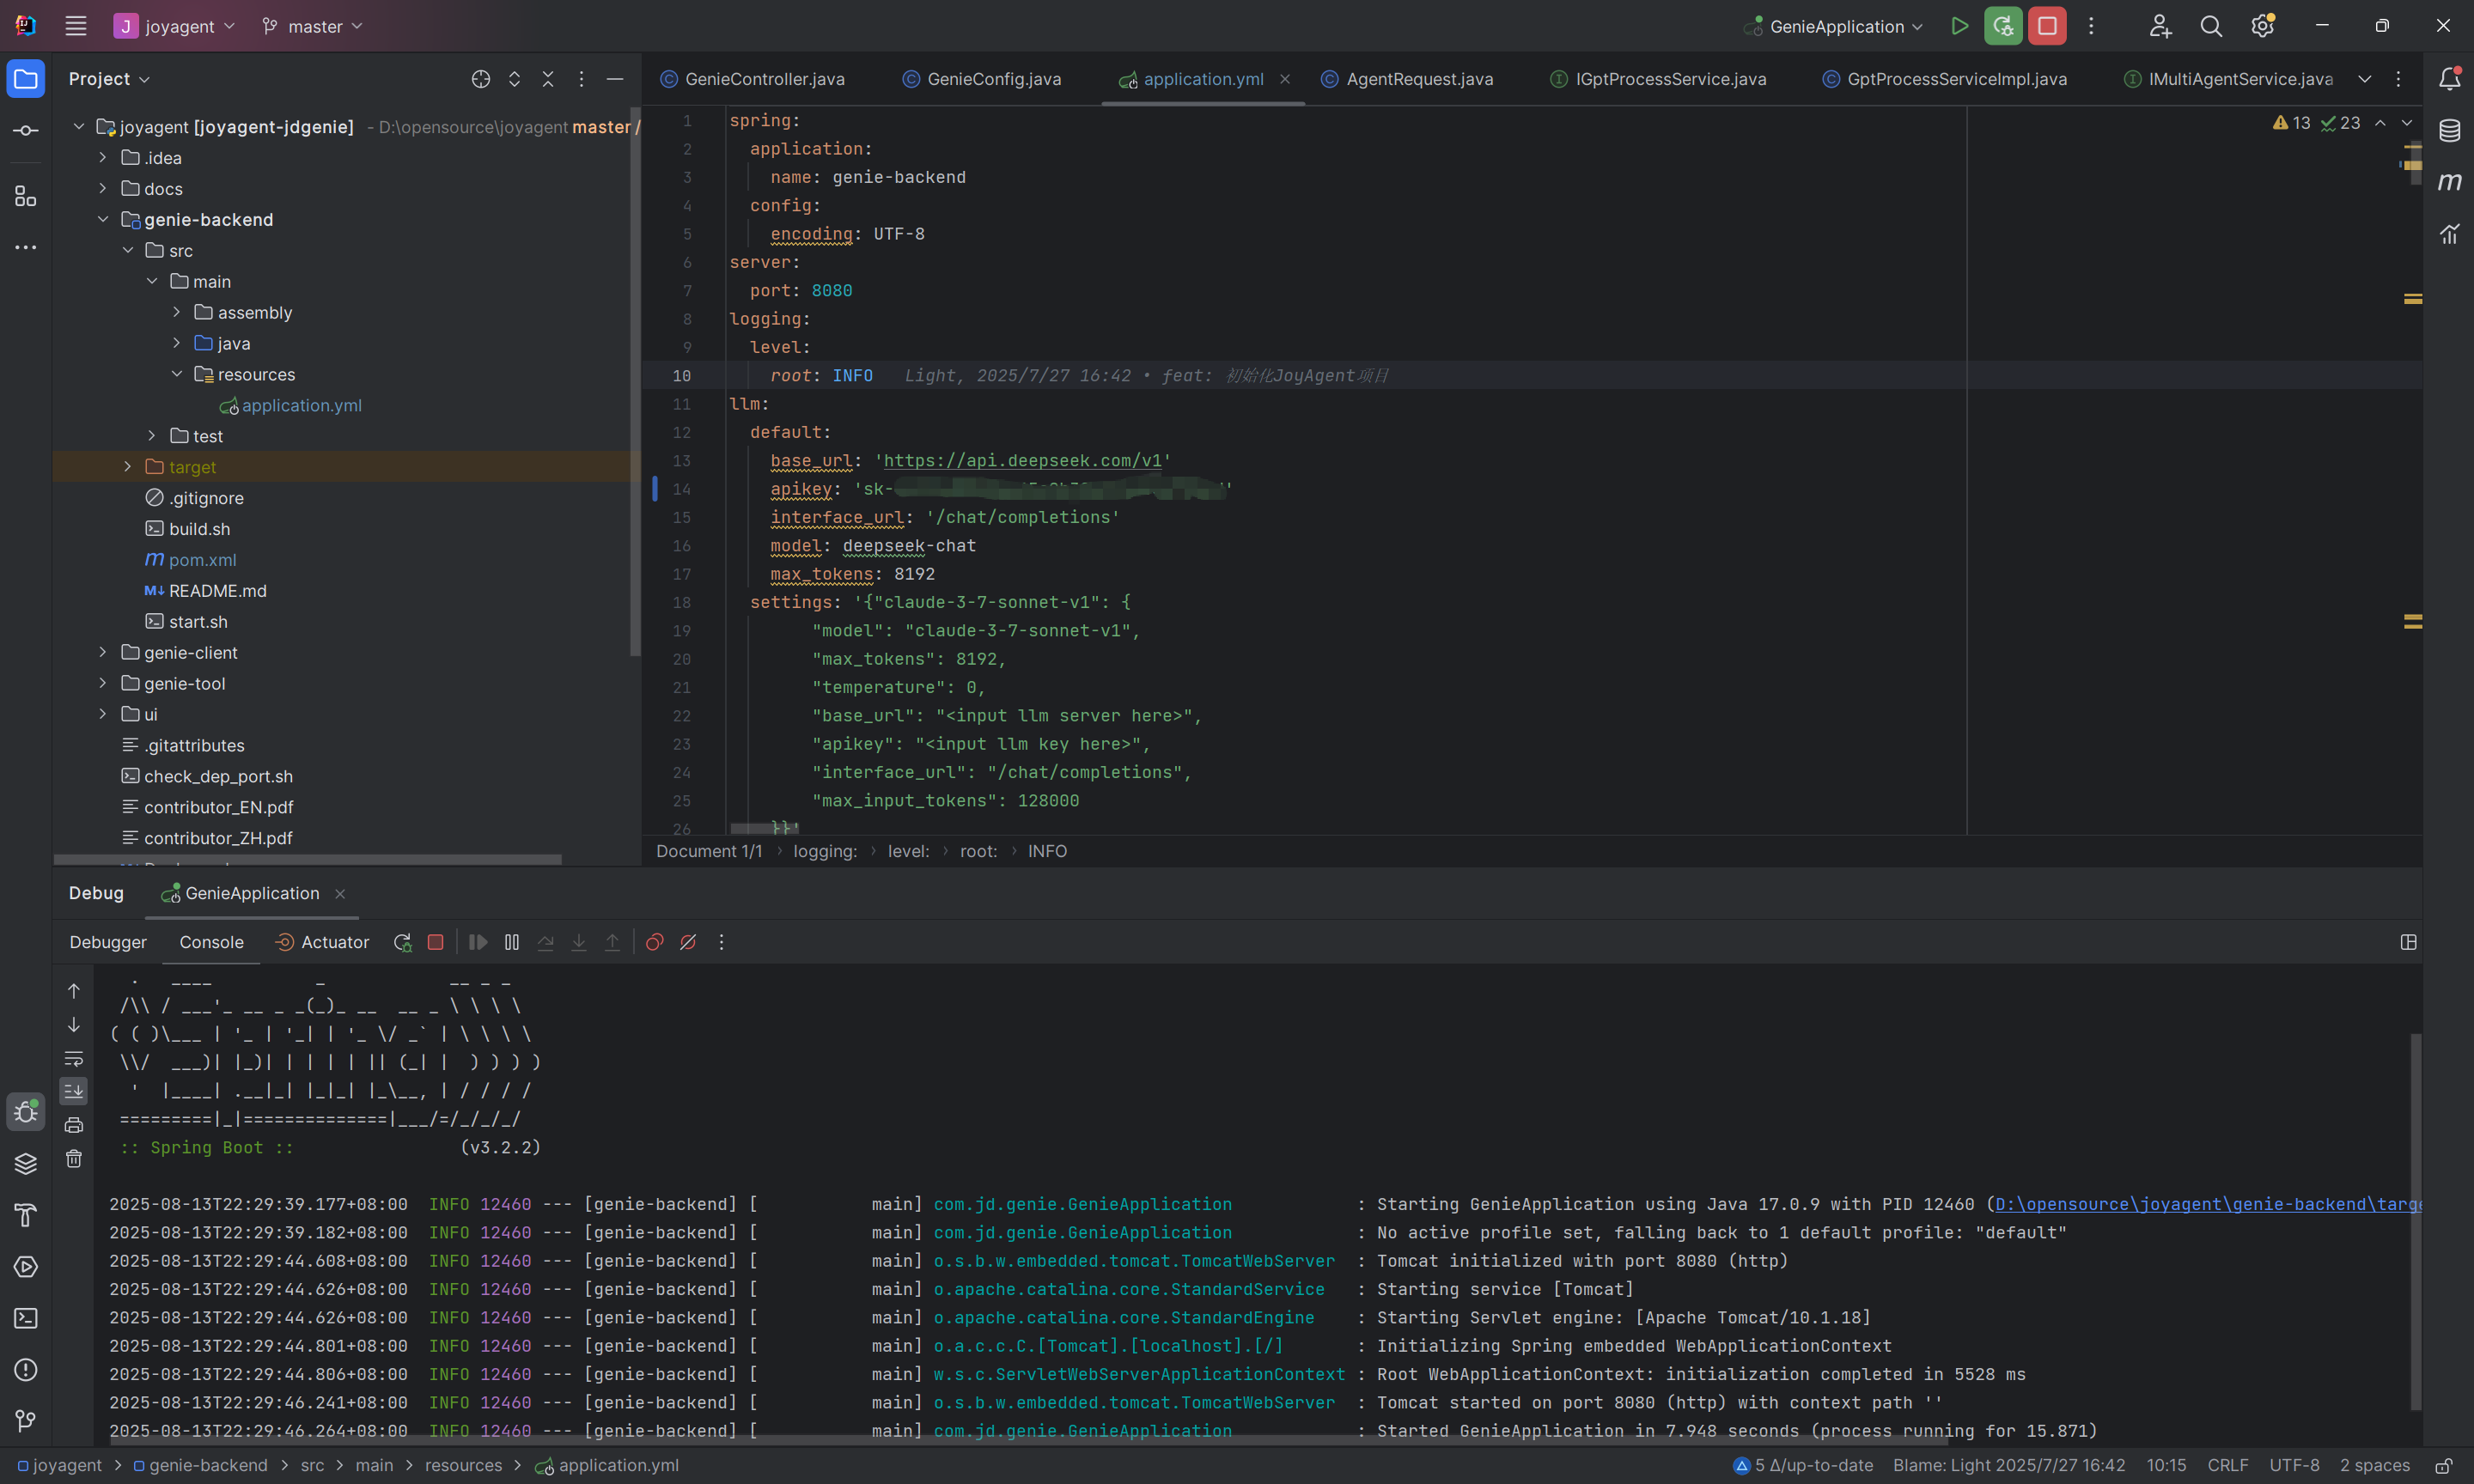 J joyagent master GenieApplication
Project
joyagent [joyagent-jdgenie] - D:\opensource\joyagent master /
.idea
docs
genie-backend
src
main
assembly
java
resources
application.yml
test
target
.gitignore
build.sh
pom.xml
README.md
start.sh
genie-client
genie-tool
ui
.gitattributes
check_dep_port.sh
contributor_EN.pdf
contributor_ZH.pdf
GenieController.java GenieConfig.java application.yml AgentRequest.java IGptProcessService.java GptProcessServiceImpl.java IMultiAgentService.java
13 23
1 spring:
2 application:
3 name: genie-backend
4 config:
5 encoding: UTF-8
6 server:
7 port: 8080
8 logging:
9 level:
10 root: INFO Light, 2025/7/27 16:42 • feat: 初始化JoyAgent项目
11 llm:
12 default:
13 base_url: 'https://api.deepseek.com/v1'
14 apikey: 'sk-
15 interface_url: '/chat/completions'
16 model: deepseek-chat
17 max_tokens: 8192
18 settings: '{"claude-3-7-sonnet-v1": {
19 "model": "claude-3-7-sonnet-v1",
20 "max_tokens": 8192,
21 "temperature": 0,
22 "base_url": "<input llm server here>",
23 "apikey": "<input llm key here>",
24 "interface_url": "/chat/completions",
25 "max_input_tokens": 128000
26 }}'
Document 1/1 › logging: › level: › root: › INFO
Debug GenieApplication
Debugger Console Actuator
:: Spring Boot :: (v3.2.2)
2025-08-13T22:29:39.177+08:00 INFO 12460 --- [genie-backend] [ main] com.jd.genie.GenieApplication : Starting GenieApplication using Java 17.0.9 with PID 12460 (D:\opensource\joyagent\genie-backend\targe
2025-08-13T22:29:39.182+08:00 INFO 12460 --- [genie-backend] [ main] com.jd.genie.GenieApplication : No active profile set, falling back to 1 default profile: "default"
2025-08-13T22:29:44.608+08:00 INFO 12460 --- [genie-backend] [ main] o.s.b.w.embedded.tomcat.TomcatWebServer : Tomcat initialized with port 8080 (http)
2025-08-13T22:29:44.626+08:00 INFO 12460 --- [genie-backend] [ main] o.apache.catalina.core.StandardService : Starting service [Tomcat]
2025-08-13T22:29:44.626+08:00 INFO 12460 --- [genie-backend] [ main] o.apache.catalina.core.StandardEngine : Starting Servlet engine: [Apache Tomcat/10.1.18]
2025-08-13T22:29:44.801+08:00 INFO 12460 --- [genie-backend] [ main] o.a.c.c.C.[Tomcat].[localhost].[/] : Initializing Spring embedded WebApplicationContext
2025-08-13T22:29:44.806+08:00 INFO 12460 --- [genie-backend] [ main] w.s.c.ServletWebServerApplicationContext : Root WebApplicationContext: initialization completed in 5528 ms
2025-08-13T22:29:46.241+08:00 INFO 12460 --- [genie-backend] [ main] o.s.b.w.embedded.tomcat.TomcatWebServer : Tomcat started on port 8080 (http) with context path ''
2025-08-13T22:29:46.264+08:00 INFO 12460 --- [genie-backend] [ main] com.jd.genie.GenieApplication : Started GenieApplication in 7.948 seconds (process running for 15.871)
joyagent › genie-backend › src › main › resources › application.yml 5 Δ/up-to-date Blame: Light 2025/7/27 16:42 10:15 CRLF UTF-8 2 spaces